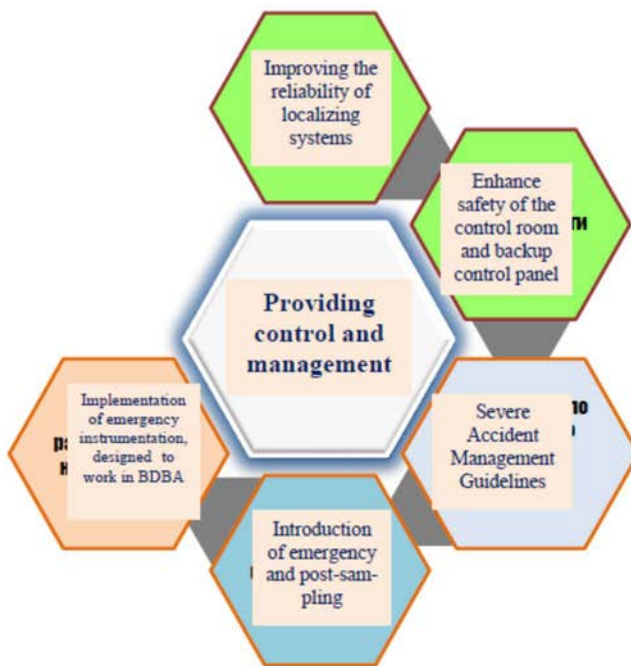 Improving the
reliability of
localizing
systems
Enhance
safety of the
control room
and backup
control panel
Providing
control and
management
Severe
Accident
Management
Guidelines
Introduction
of emergency
and post-sam-
pling
Implementation
of emergency
instrumentation,
designed to
work in BDBA